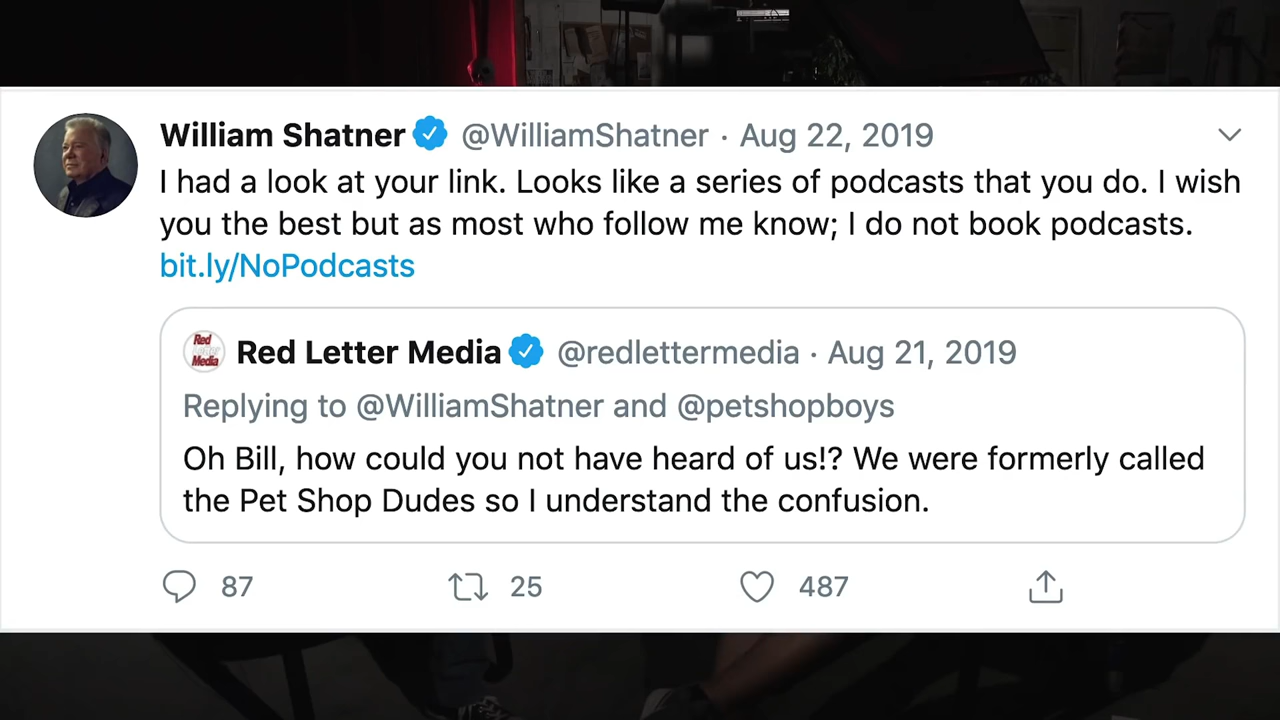 William Shatner @WilliamShatner · Aug 22, 2019
I had a look at your link. Looks like a series of podcasts that you do. I wish
you the best but as most who follow me know; I do not book podcasts.
bit.ly/NoPodcasts
Red Letter Media
Red Letter Media @redlettermedia · Aug 21, 2019
Replying to @WilliamShatner and @petshopboys
Oh Bill, how could you not have heard of us!? We were formerly called
the Pet Shop Dudes so I understand the confusion.
87 25 487